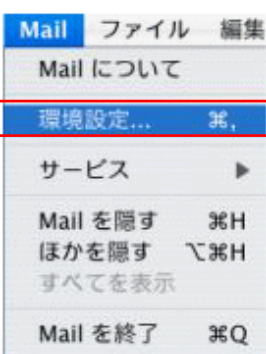 Mail ファイル 編集
Mail について
環境設定... ⌘,
サービス ▶
Mail を隠す ⌘H
ほかを隠す ⌥⌘H
すべてを表示
Mail を終了 ⌘Q